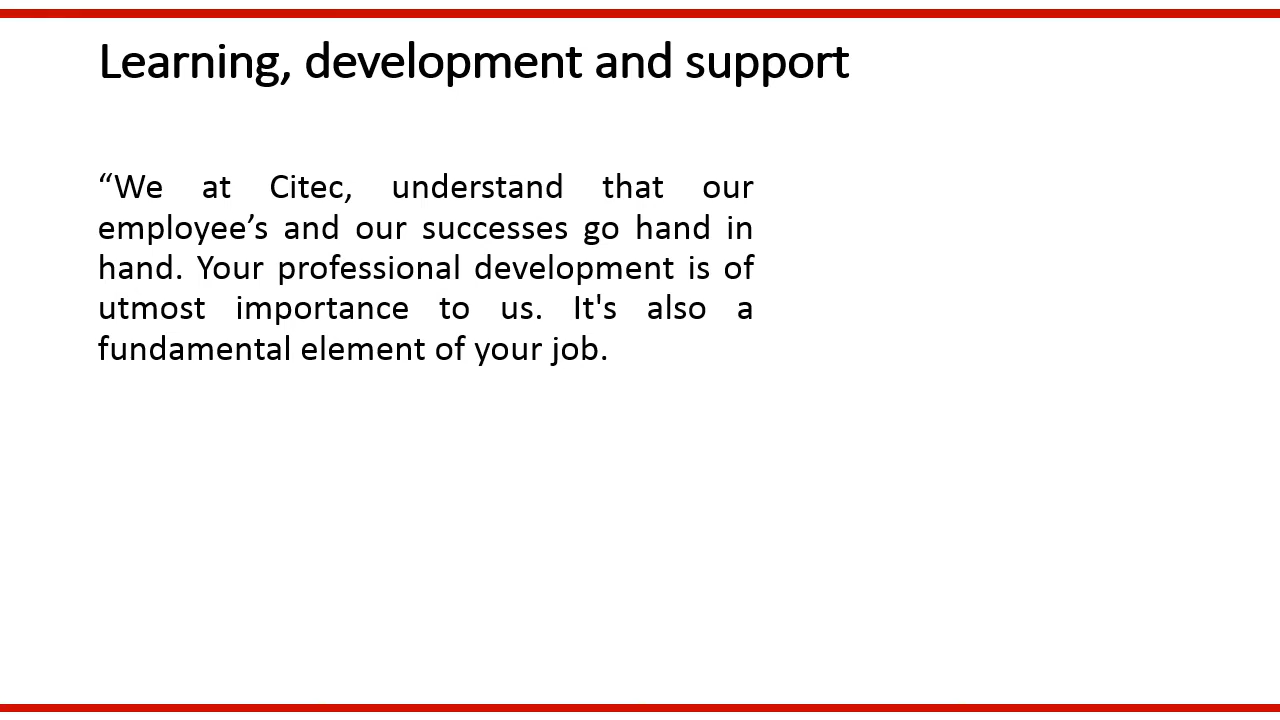 Learning, development and support
“We at Citec, understand that our
employee’s and our successes go hand in
hand. Your professional development is of
utmost importance to us. It's also a
fundamental element of your job.